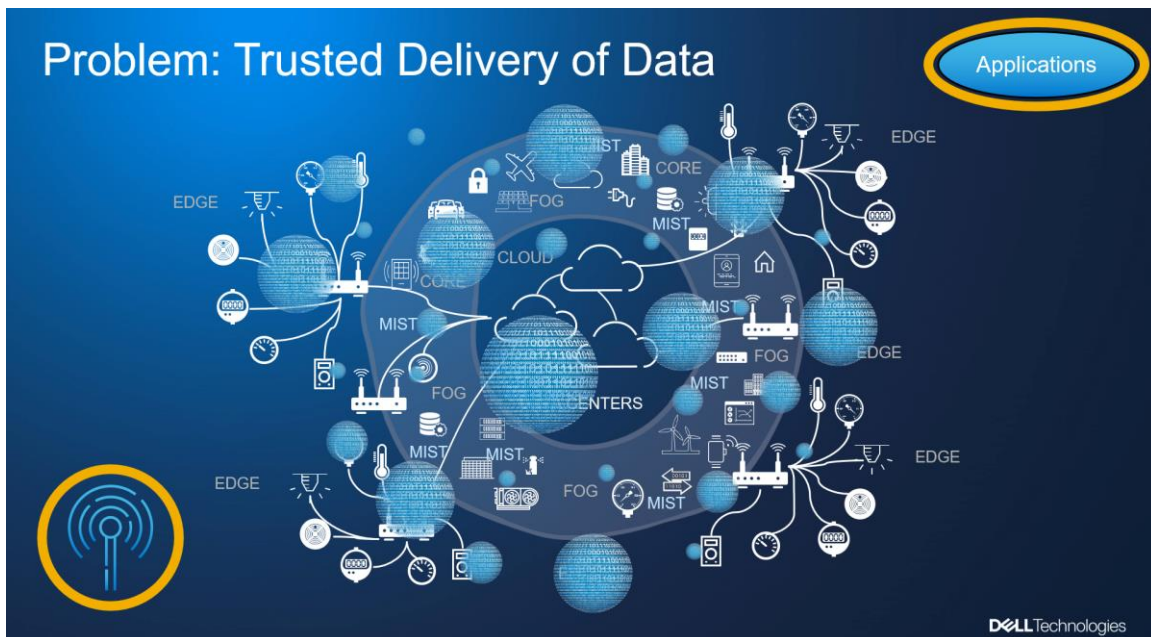 Problem: Trusted Delivery of Data
Applications
EDGE
CORE
EDGE
FOG
MIST
CLOUD
CORE
MIST
MIST
FOG
EDGE
MIST
FOG
CENTERS
MIST
MIST
EDGE
EDGE
FOG
MIST
DELLTechnologies